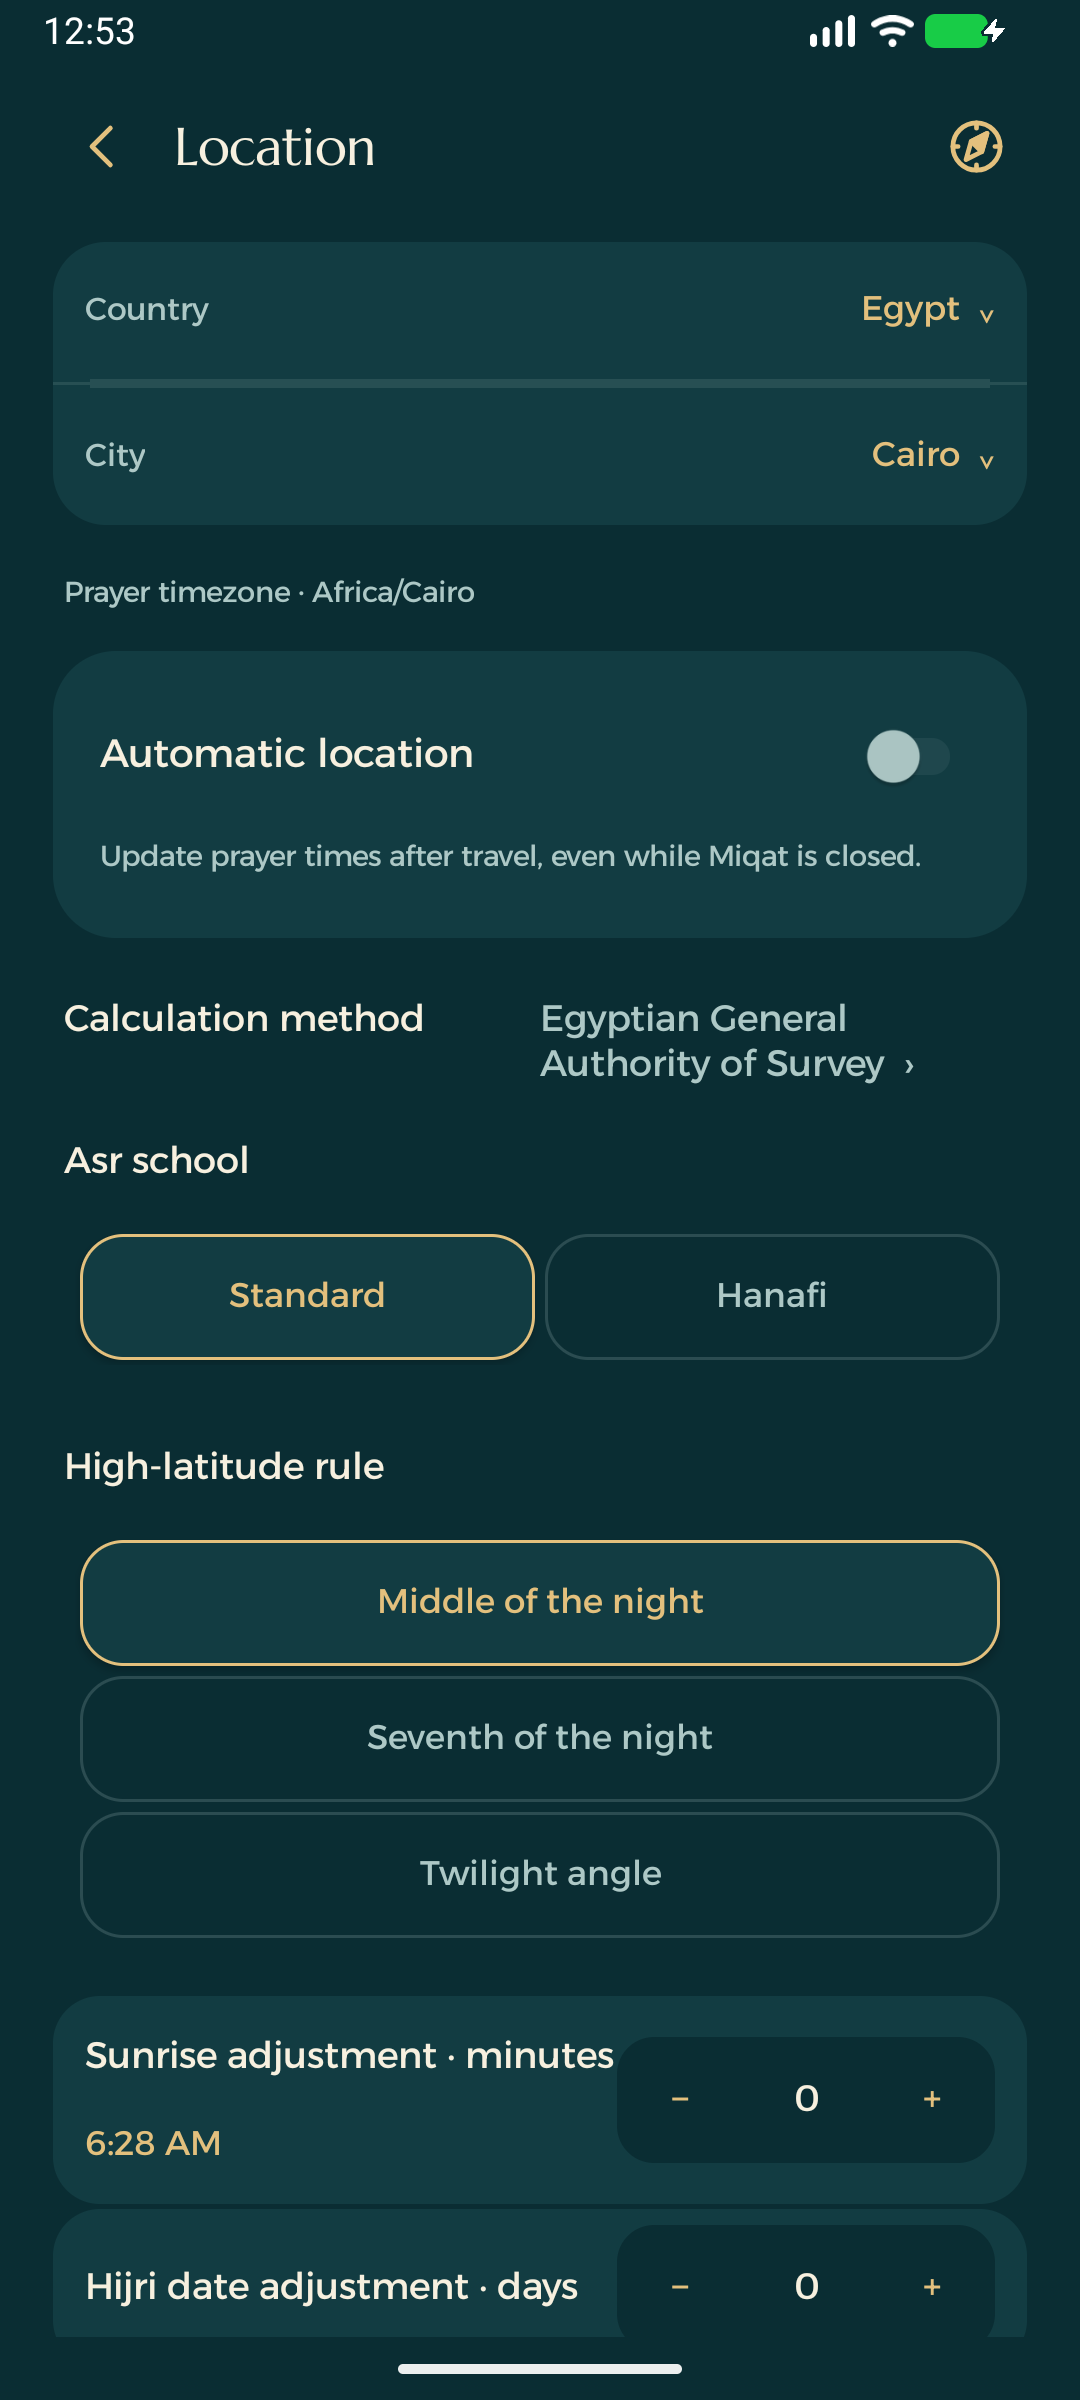 12:53
Location
Country
Egypt
City
Cairo
Prayer timezone · Africa/Cairo
Automatic location
Update prayer times after travel, even while Miqat is closed.
Calculation method
Egyptian General
Authority of Survey ›
Asr school
Standard
Hanafi
High-latitude rule
Middle of the night
Seventh of the night
Twilight angle
Sunrise adjustment · minutes
− 0 +
6:28 AM
Hijri date adjustment · days
− 0 +